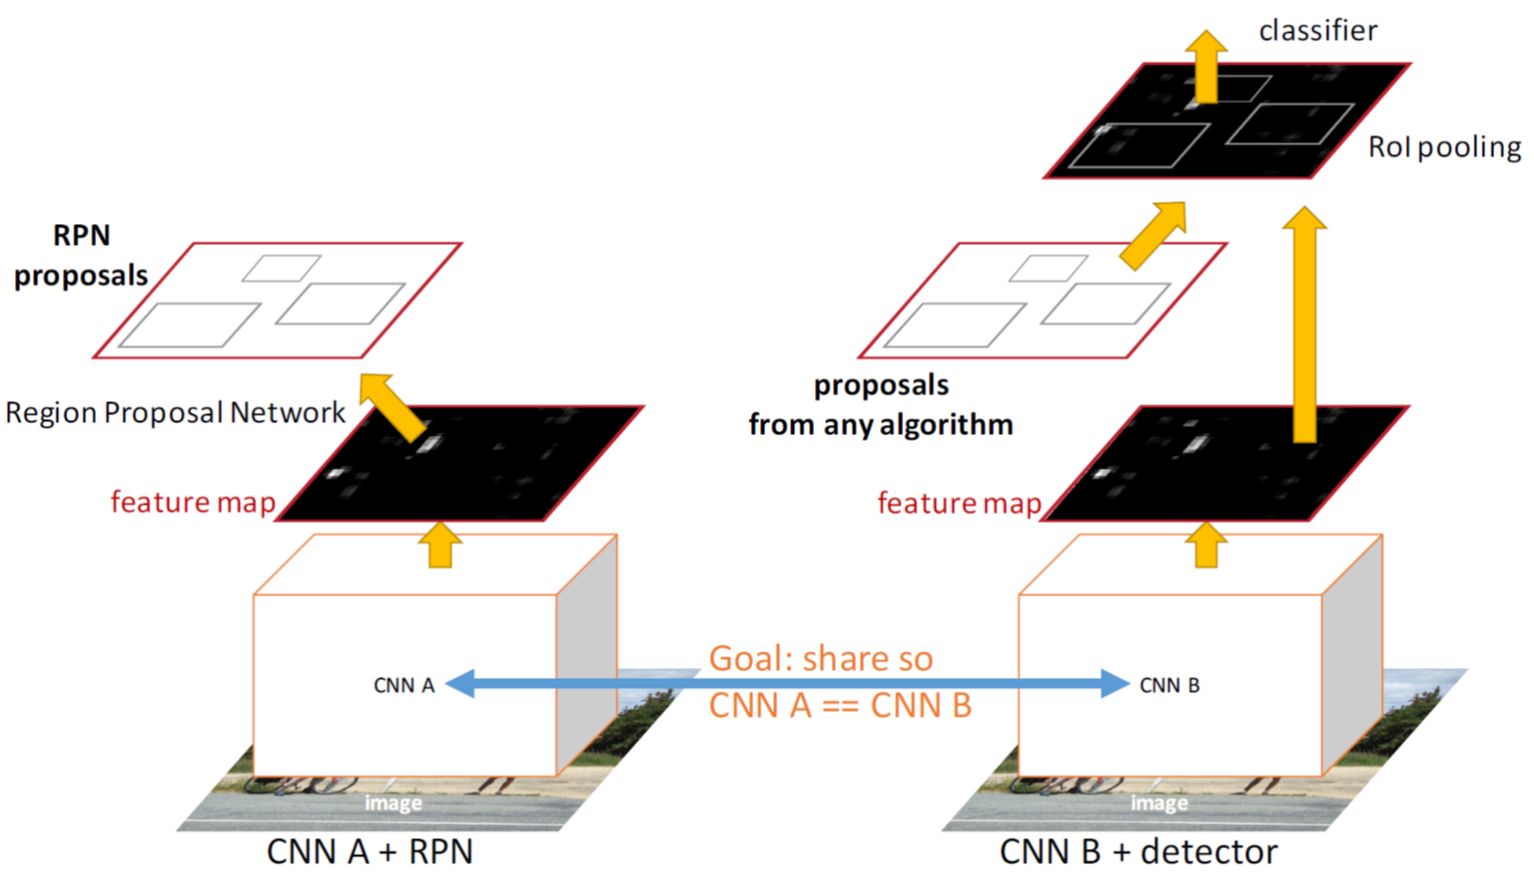 classifier
RoI pooling
RPN
proposals
Region Proposal Network
proposals
from any algorithm
feature map
feature map
Goal: share so
CNN A
CNN B
CNN A == CNN B
image
image
CNN A + RPN
CNN B + detector